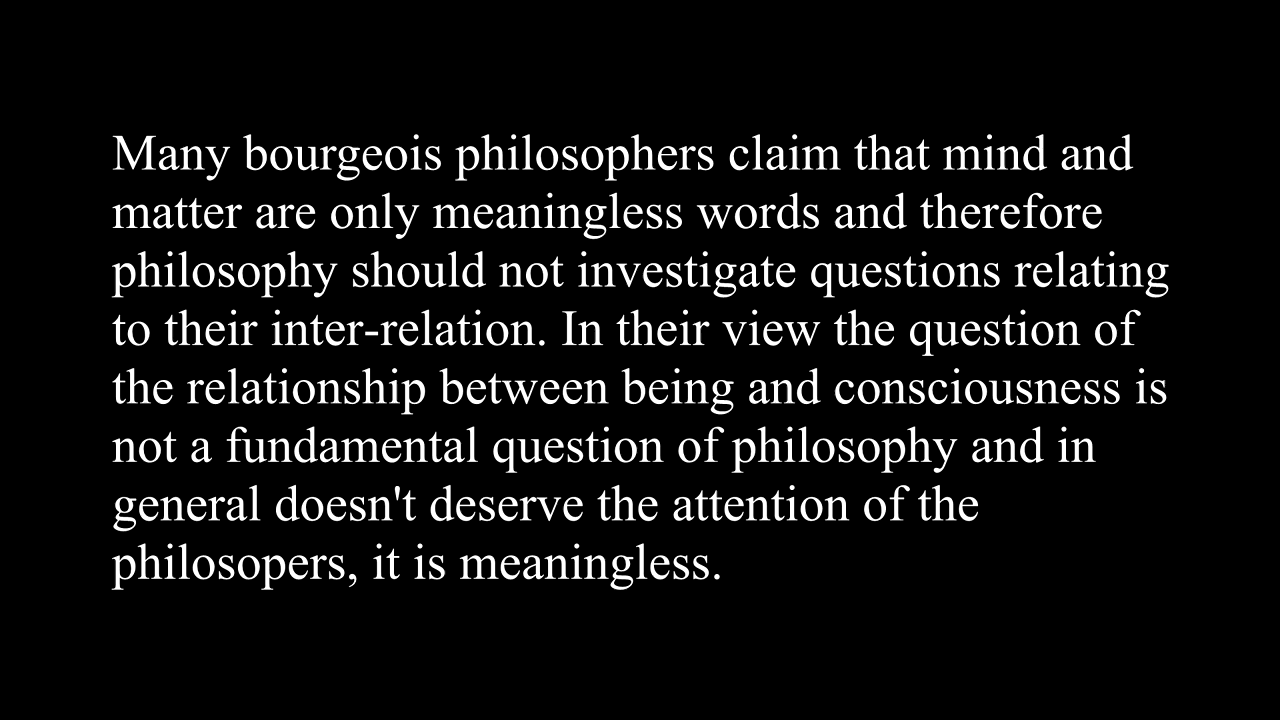 Many bourgeois philosophers claim that mind and
matter are only meaningless words and therefore
philosophy should not investigate questions relating
to their inter-relation. In their view the question of
the relationship between being and consciousness is
not a fundamental question of philosophy and in
general doesn't deserve the attention of the
philosopers, it is meaningless.